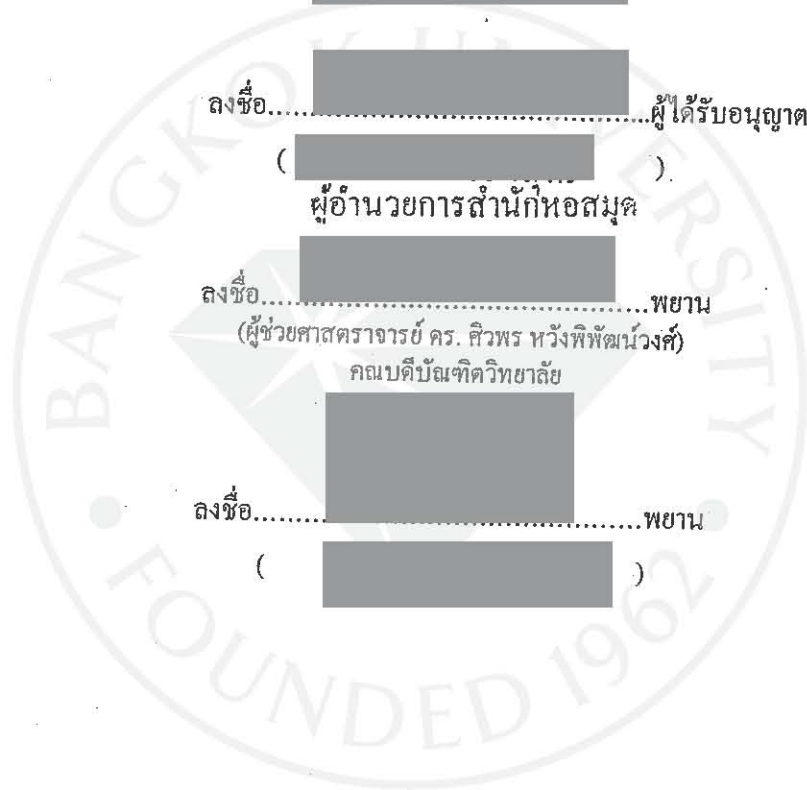 ลงชื่อ..................................................ผู้ได้รับอนุญาต
( )
ผู้อำนวยการสำนักหอสมุด
ลงชื่อ..................................................พยาน
(ผู้ช่วยศาสตราจารย์ ดร. ศิวพร หวังพิพัฒน์วงศ์)
คณบดีบัณฑิตวิทยาลัย
ลงชื่อ..................................................พยาน
( )
BANGKOK UNIVERSITY
FOUNDED 1962